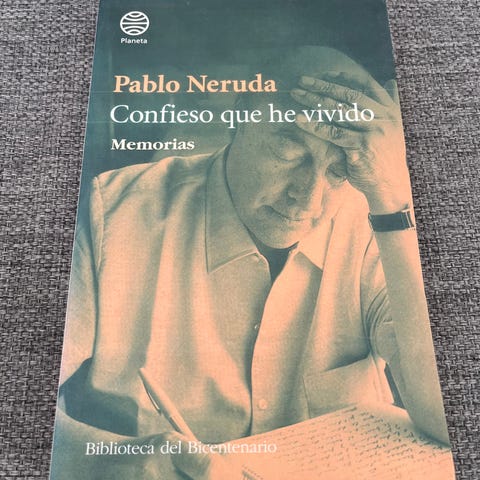 Planeta
Pablo Neruda
Confieso que he vivido
Memorias
Biblioteca del Bicentenario